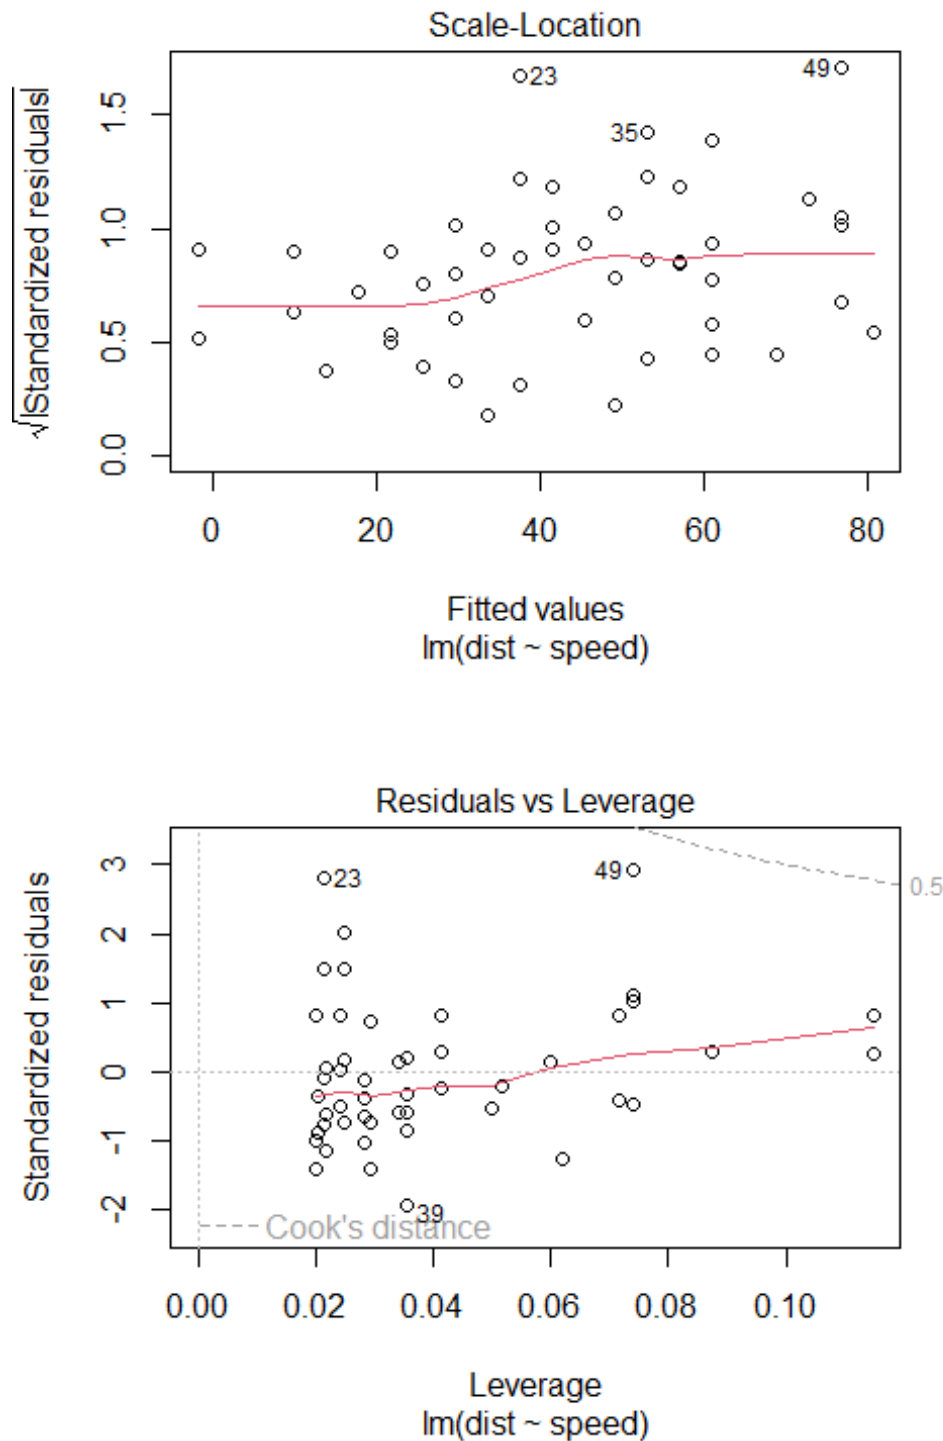 Scale-Location
√|Standardized residuals|
0.0 0.5 1.0 1.5
23
49
35
0 20 40 60 80
Fitted values
lm(dist ~ speed)
Residuals vs Leverage
Standardized residuals
-2 -1 0 1 2 3
23
49
0.5
39
Cook's distance
0.00 0.02 0.04 0.06 0.08 0.10
Leverage
lm(dist ~ speed)